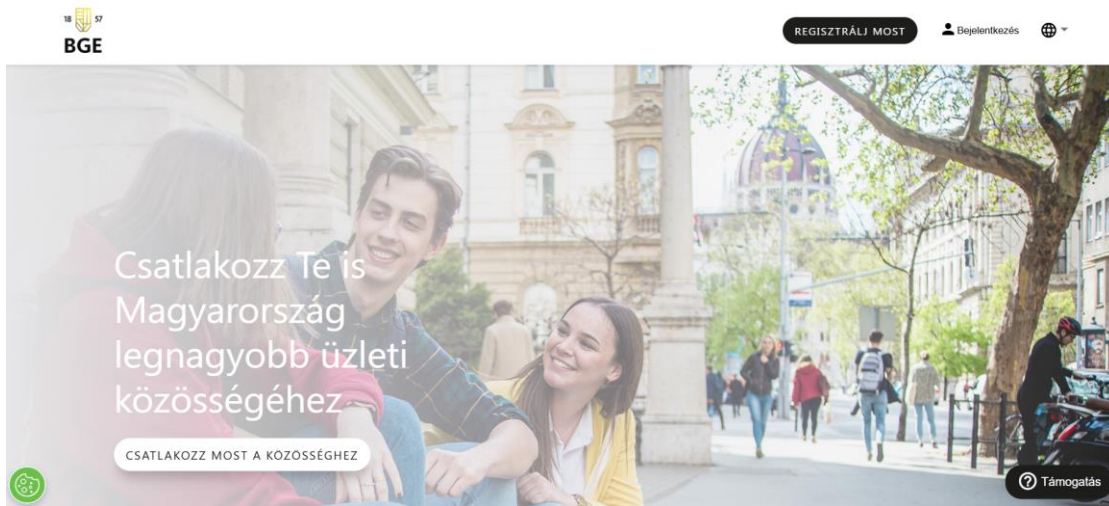 18 57
BGE
REGISZTRÁLJ MOST
Bejelentkezés
Csatlakozz Te is
Magyarország
legnagyobb üzleti
közösségéhez
CSATLAKOZZ MOST A KÖZÖSSÉGHEZ
Támogatás